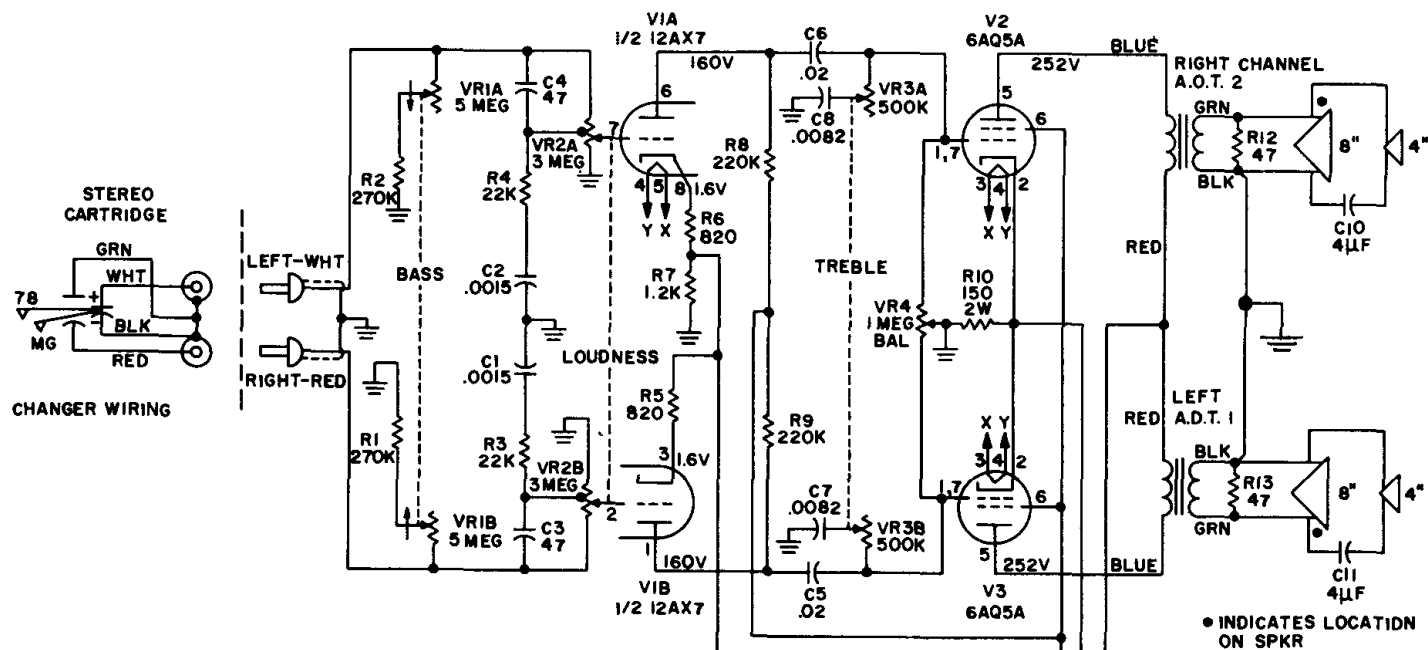 STEREO
CARTRIDGE
GRN
WHT
78
+
-
BLK
MG
RED
CHANGER WIRING
LEFT-WHT
RIGHT-RED
BASS
R2
270K
R1
270K
VR1A
5 MEG
VR1B
5 MEG
C4
47
R4
22K
C2
.0015
C1
.0015
R3
22K
C3
47
LOUDNESS
VR2A
3 MEG
VR2B
3 MEG
V1A
1/2 12AX7
160V
6
7
4
5
8
1.6V
Y
X
R6
820
R7
1.2K
R5
820
3
1.6V
2
1
160V
V1B
1/2 12AX7
R8
220K
R9
220K
C6
.02
C8
.0082
VR3A
500K
TREBLE
C7
.0082
VR3B
500K
C5
.02
V2
6AQ5A
252V
BLUE
5
6
1,7
3
4
2
X
Y
R10
150
2W
VR4
1 MEG
BAL
X
Y
3
4
2
1,7
6
5
252V
BLUE
V3
6AQ5A
RIGHT CHANNEL
A.O.T. 2
GRN
R12
47
BLK
8"
4"
C10
4µF
RED
RED
LEFT
A.D.T. 1
BLK
R13
47
GRN
8"
4"
C11
4µF
• INDICATES LOCATION
ON SPKR